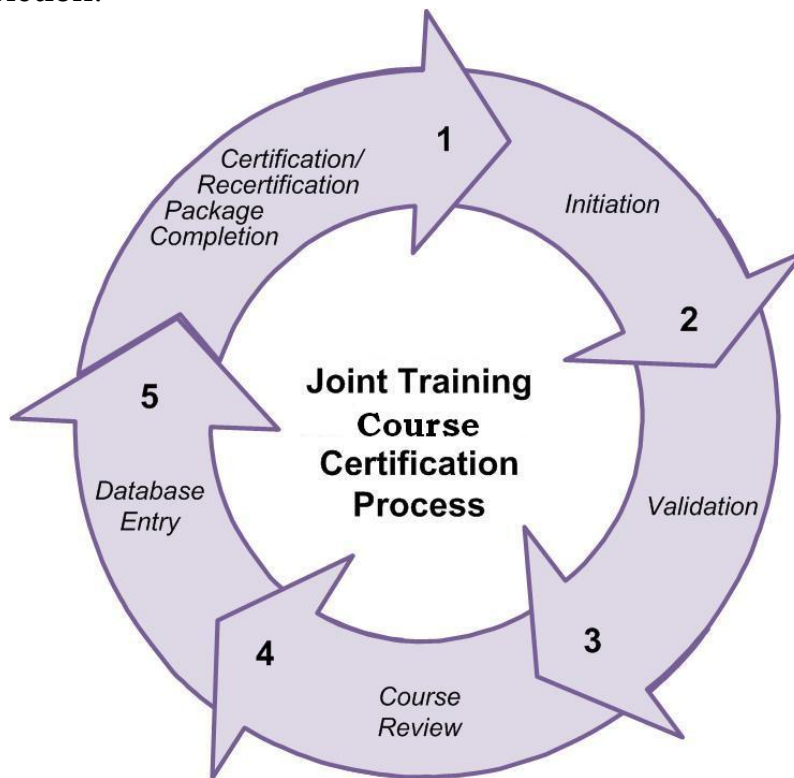 1
Initiation
2
Validation
3
Course
Review
4
Database
Entry
5
Certification/
Recertification
Package
Completion
Joint Training
Course
Certification
Process